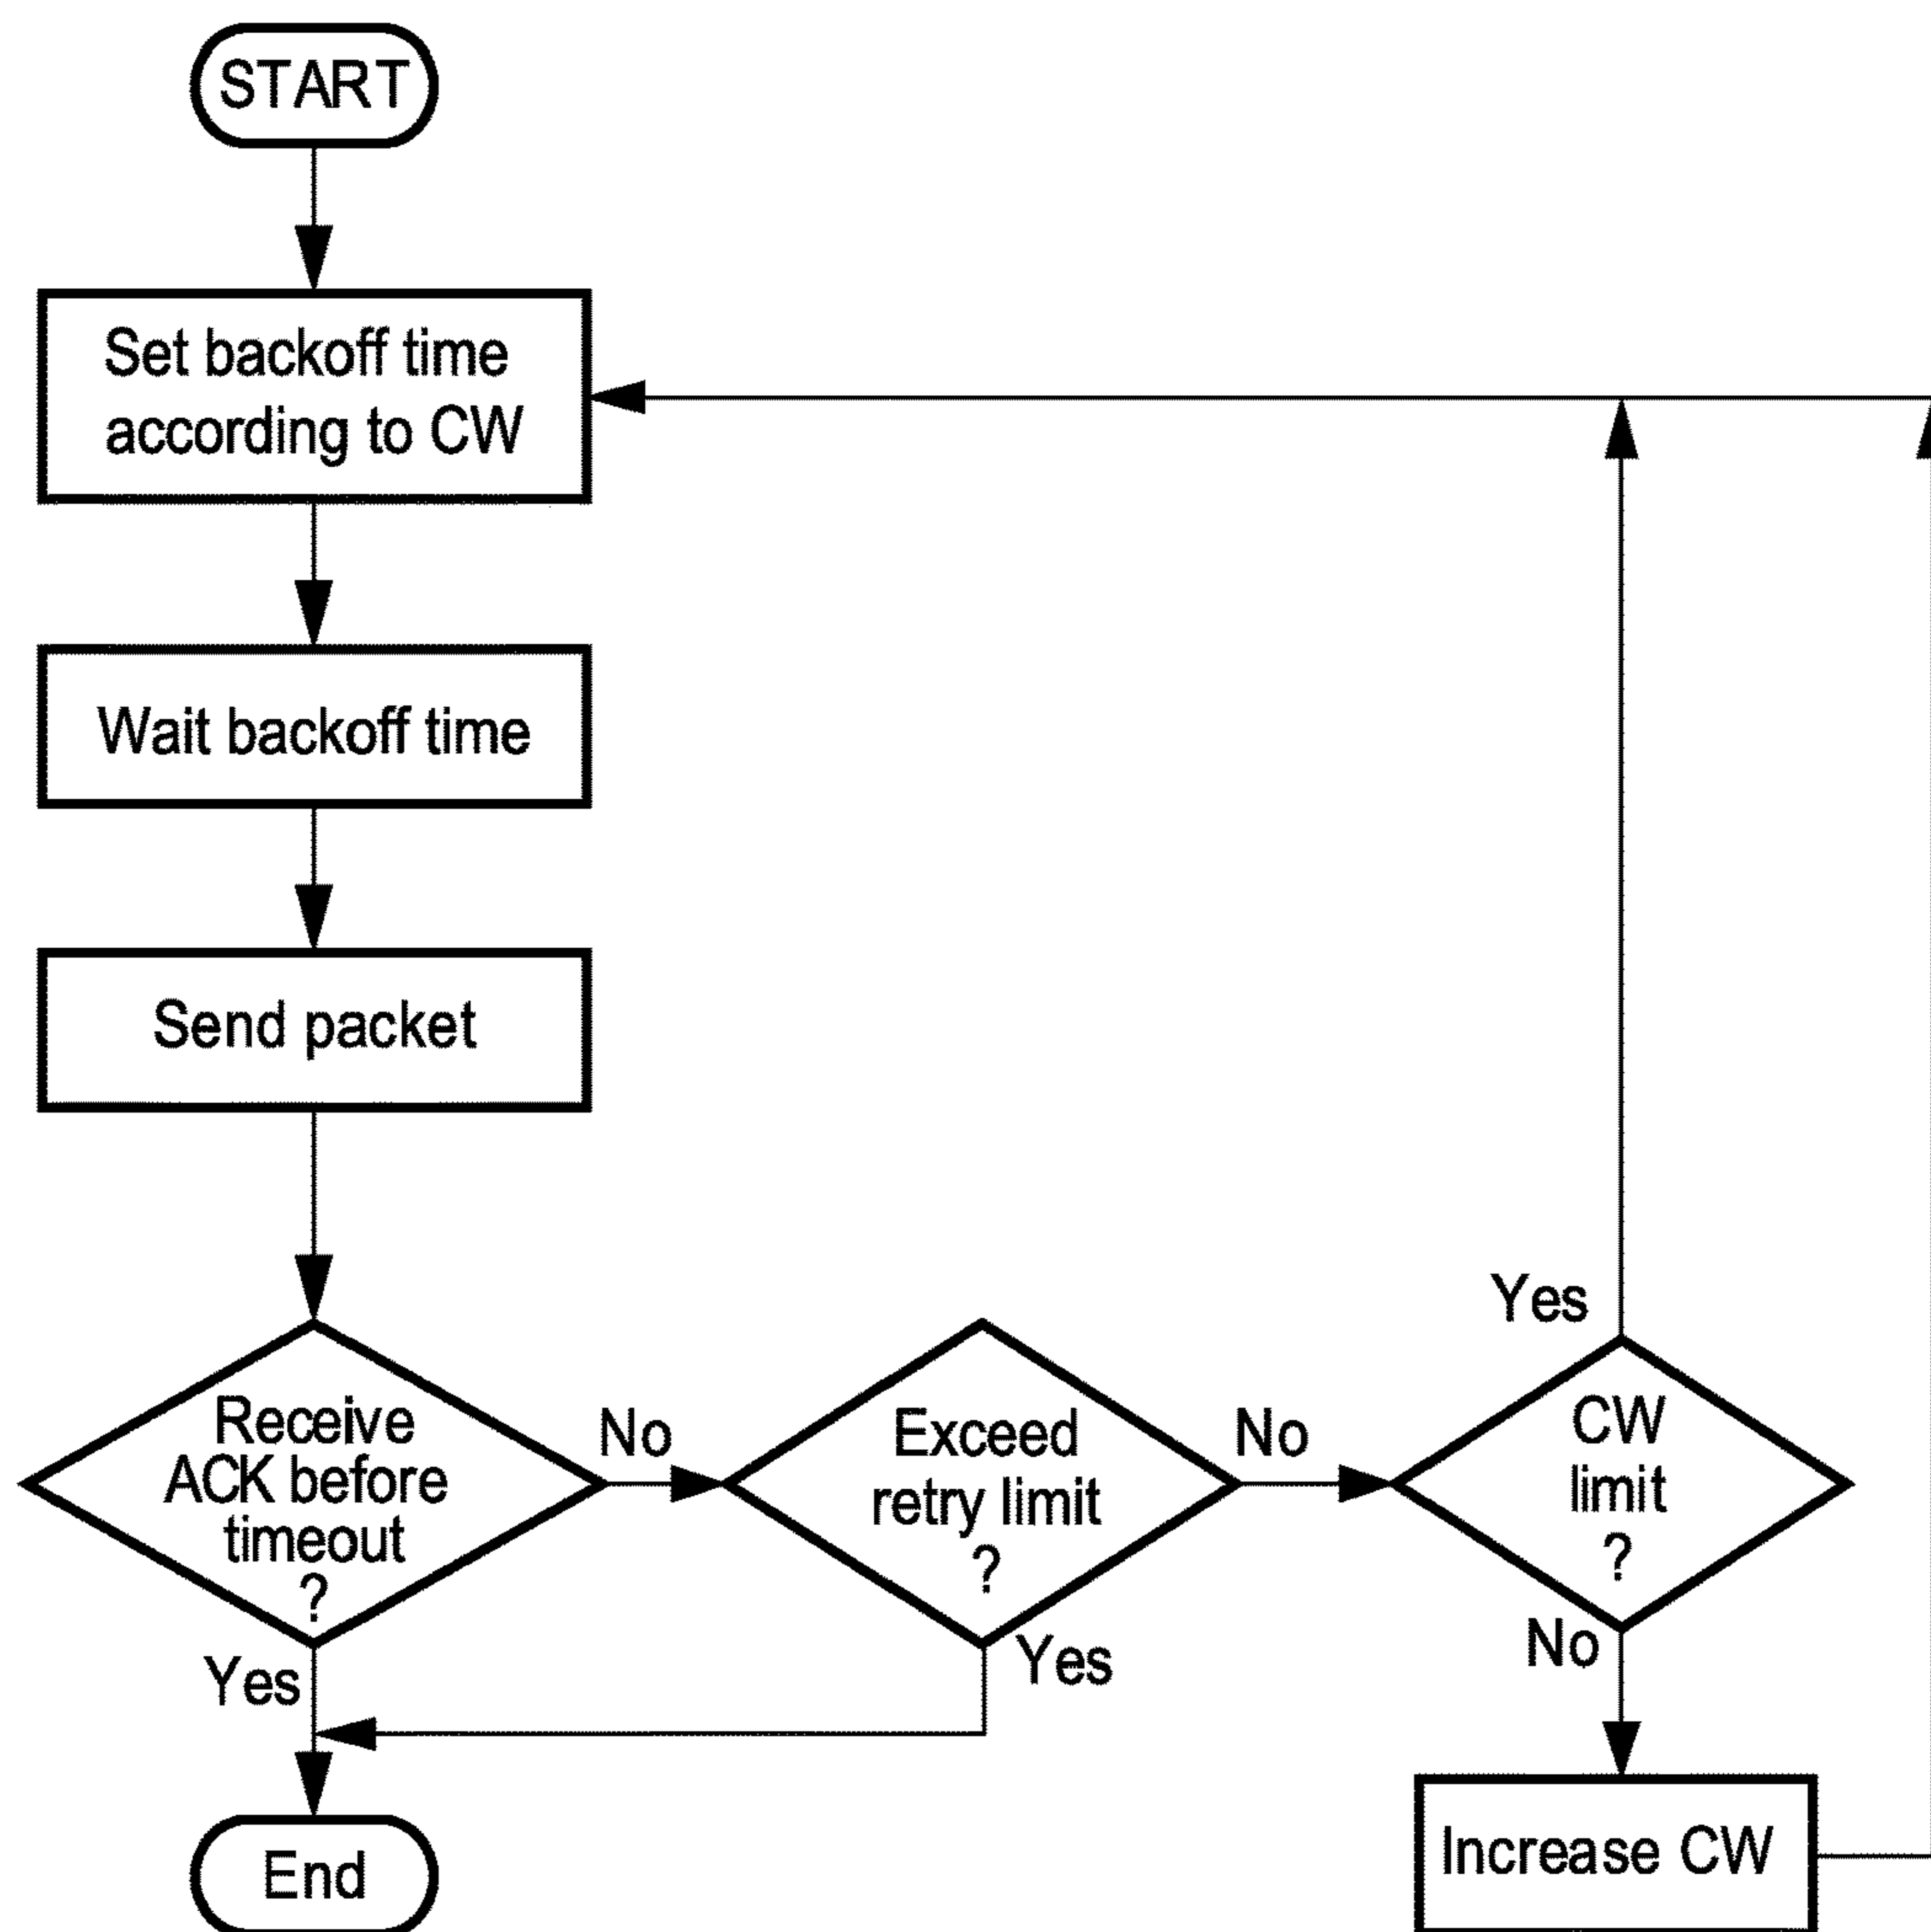 START
Set backoff time
according to CW
Wait backoff time
Send packet
Receive
ACK before
timeout
?
No
Yes
Exceed
retry limit
?
No
Yes
CW
limit
?
Yes
No
Increase CW
End